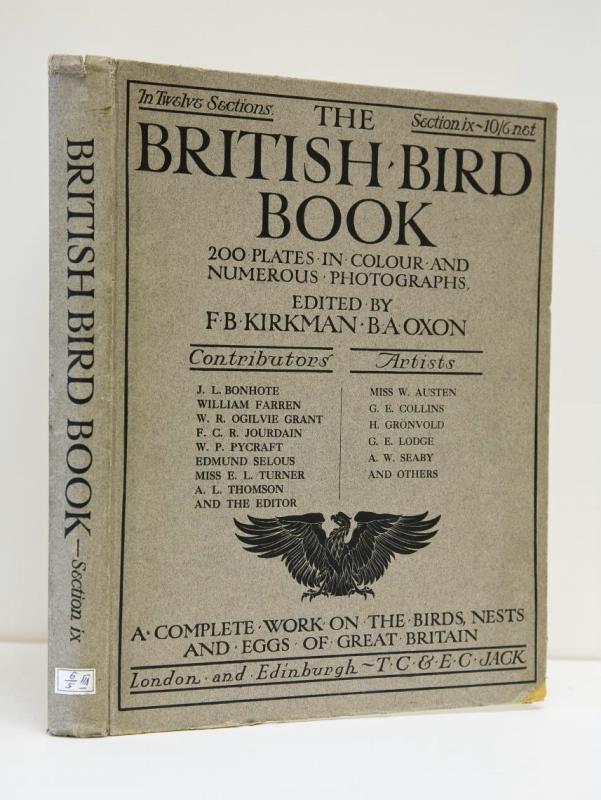 In Twelve Sections.
Section ix ~ 10/6 net
THE
BRITISH · BIRD
BOOK
200 · PLATES · IN · COLOUR · AND
NUMEROUS · PHOTOGRAPHS,
EDITED · BY
F · B · KIRKMAN · B · A · OXON
Contributors
J. L. BONHOTE
WILLIAM FARREN
W. R. OGILVIE GRANT
F. C. R. JOURDAIN
W. P. PYCRAFT
EDMUND SELOUS
MISS E. L. TURNER
A. L. THOMSON
AND THE EDITOR
Artists
MISS W. AUSTEN
G. E. COLLINS
H. GRÖNVOLD
G. E. LODGE
A. W. SEABY
AND OTHERS
A · COMPLETE · WORK · ON · THE · BIRDS, NESTS
AND · EGGS · OF · GREAT · BRITAIN
London · and · Edinburgh ~ T · C · & · E · C · JACK
BRITISH BIRD BOOK — Section ix
6/5